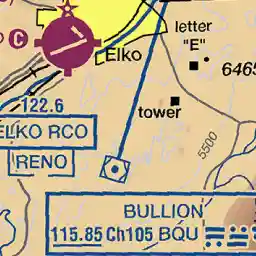 C
letter
"E"
Elko
6465
122.6
tower
ELKO RCO
RENO
5500
BULLION
115.85 Ch105 BQU